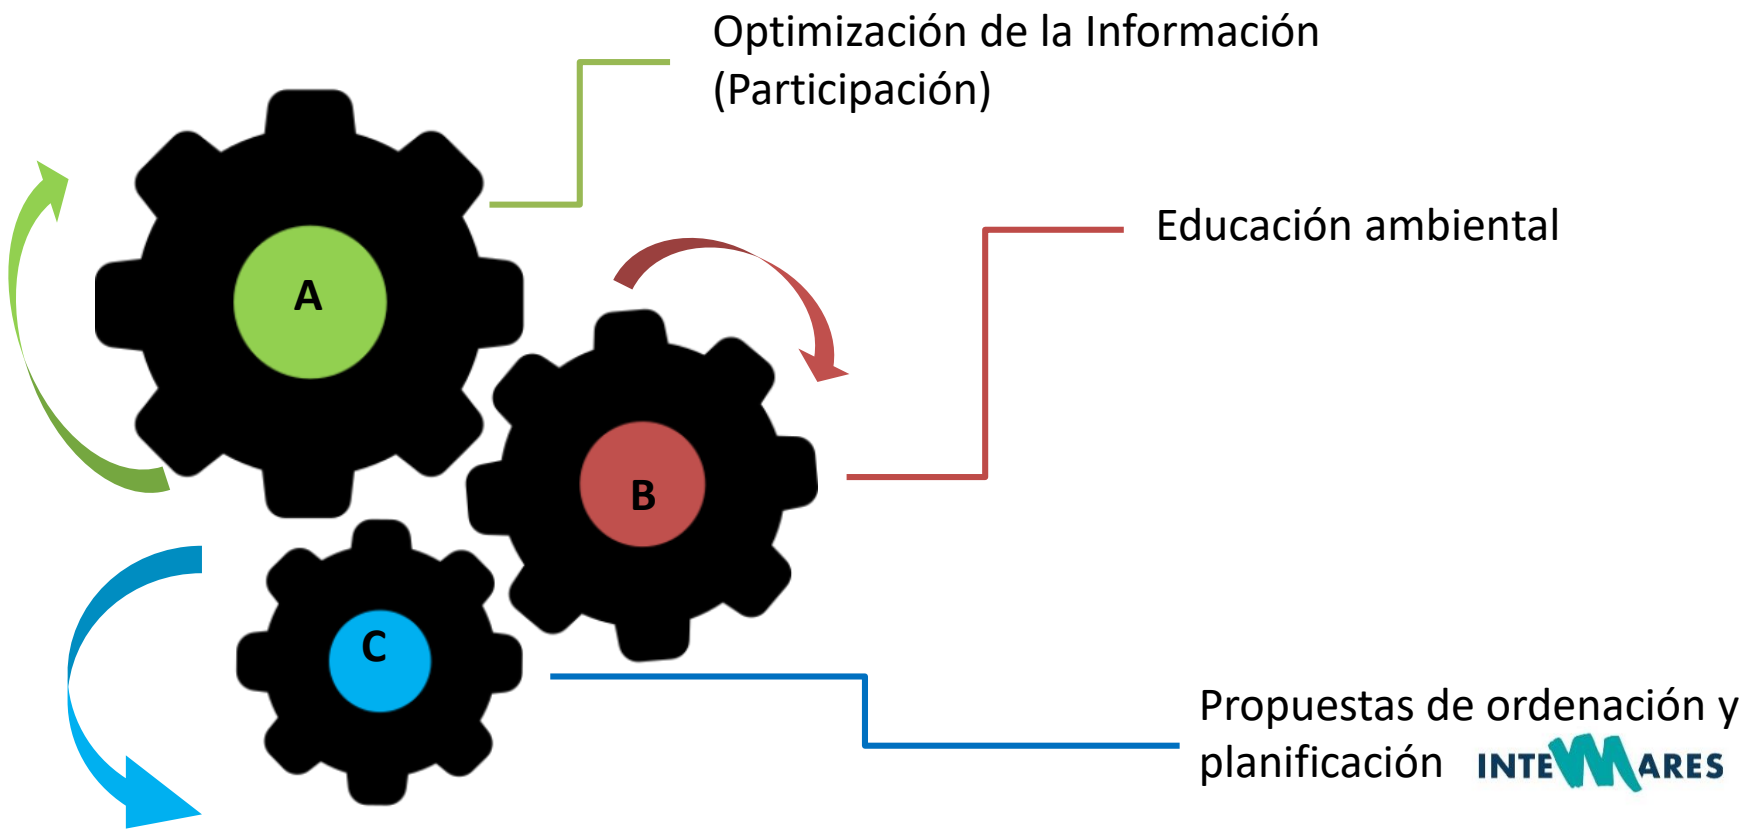 Optimización de la Información
(Participación)
Educación ambiental
A
B
C
Propuestas de ordenación y
planificación INTEMARES